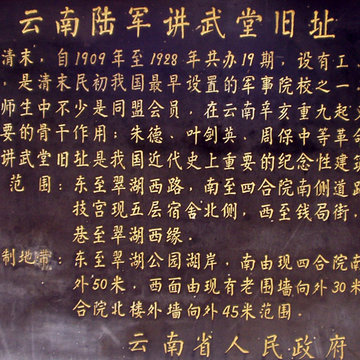 云南陆军讲武堂旧址
清末，自1909年至1928年共办19期，设有工、
，是清末民初我国最早设置的军事院校之一。
师生中不少是同盟会员，在云南辛亥重九起义
要的骨干作用；朱德、叶剑英、周保中等革命
讲武堂旧址是我国近代史上重要的纪念性建筑
范围：东至翠湖西路，南至四合院南侧道路
技宫现五层宿舍北侧，西至钱局街，
巷至翠湖西缘。
制地带：东至翠湖公园湖岸，南由现四合院南
外50米，西面由现有老围墙向外30米
合院北楼外墙向外45米范围。
云南省人民政府